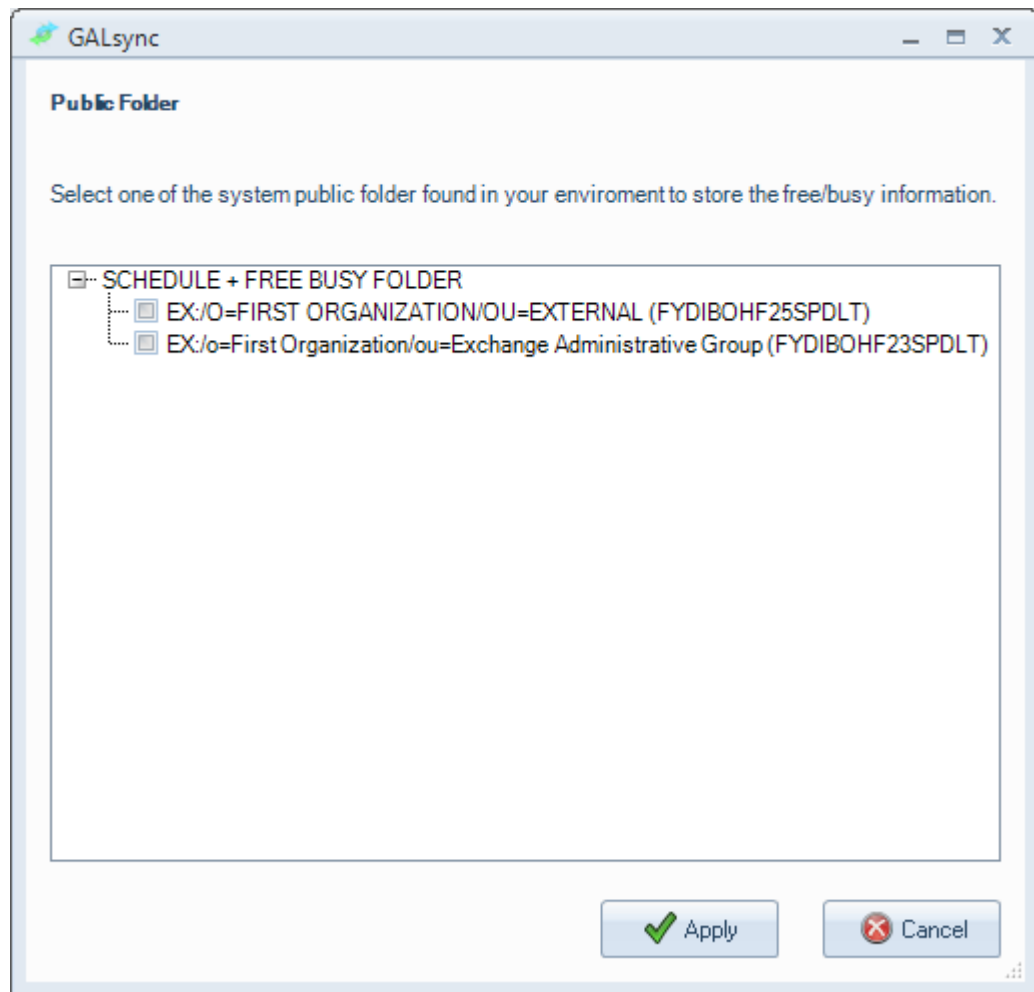 GALsync
Public Folder
Select one of the system public folder found in your enviroment to store the free/busy information.
SCHEDULE + FREE BUSY FOLDER
EX:/O=FIRST ORGANIZATION/OU=EXTERNAL (FYDIBOHF25SPDLT)
EX:/o=First Organization/ou=Exchange Administrative Group (FYDIBOHF23SPDLT)
Apply
Cancel